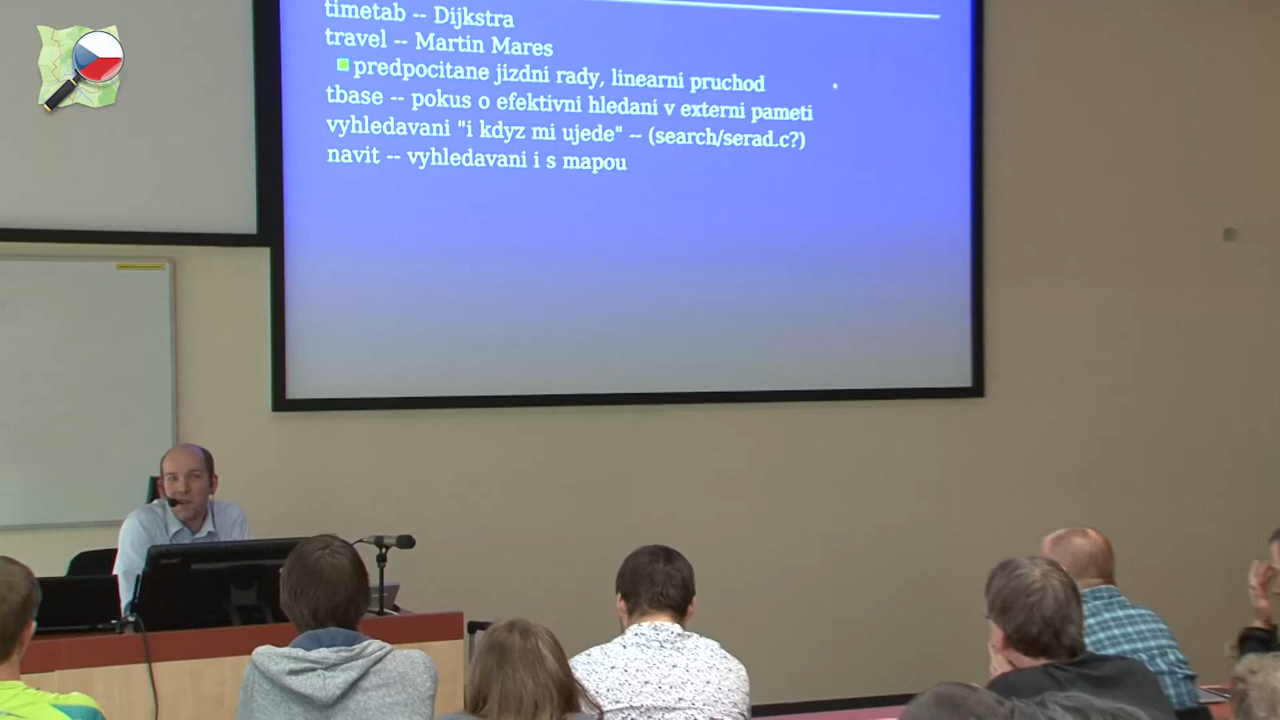 timetab -- Dijkstra
travel -- Martin Mares
predpocitane jizdni rady, linearni pruchod
tbase -- pokus o efektivni hledani v externi pameti
vyhledavani "i kdyz mi ujede" -- (search/serad.c?)
navit -- vyhledavani i s mapou